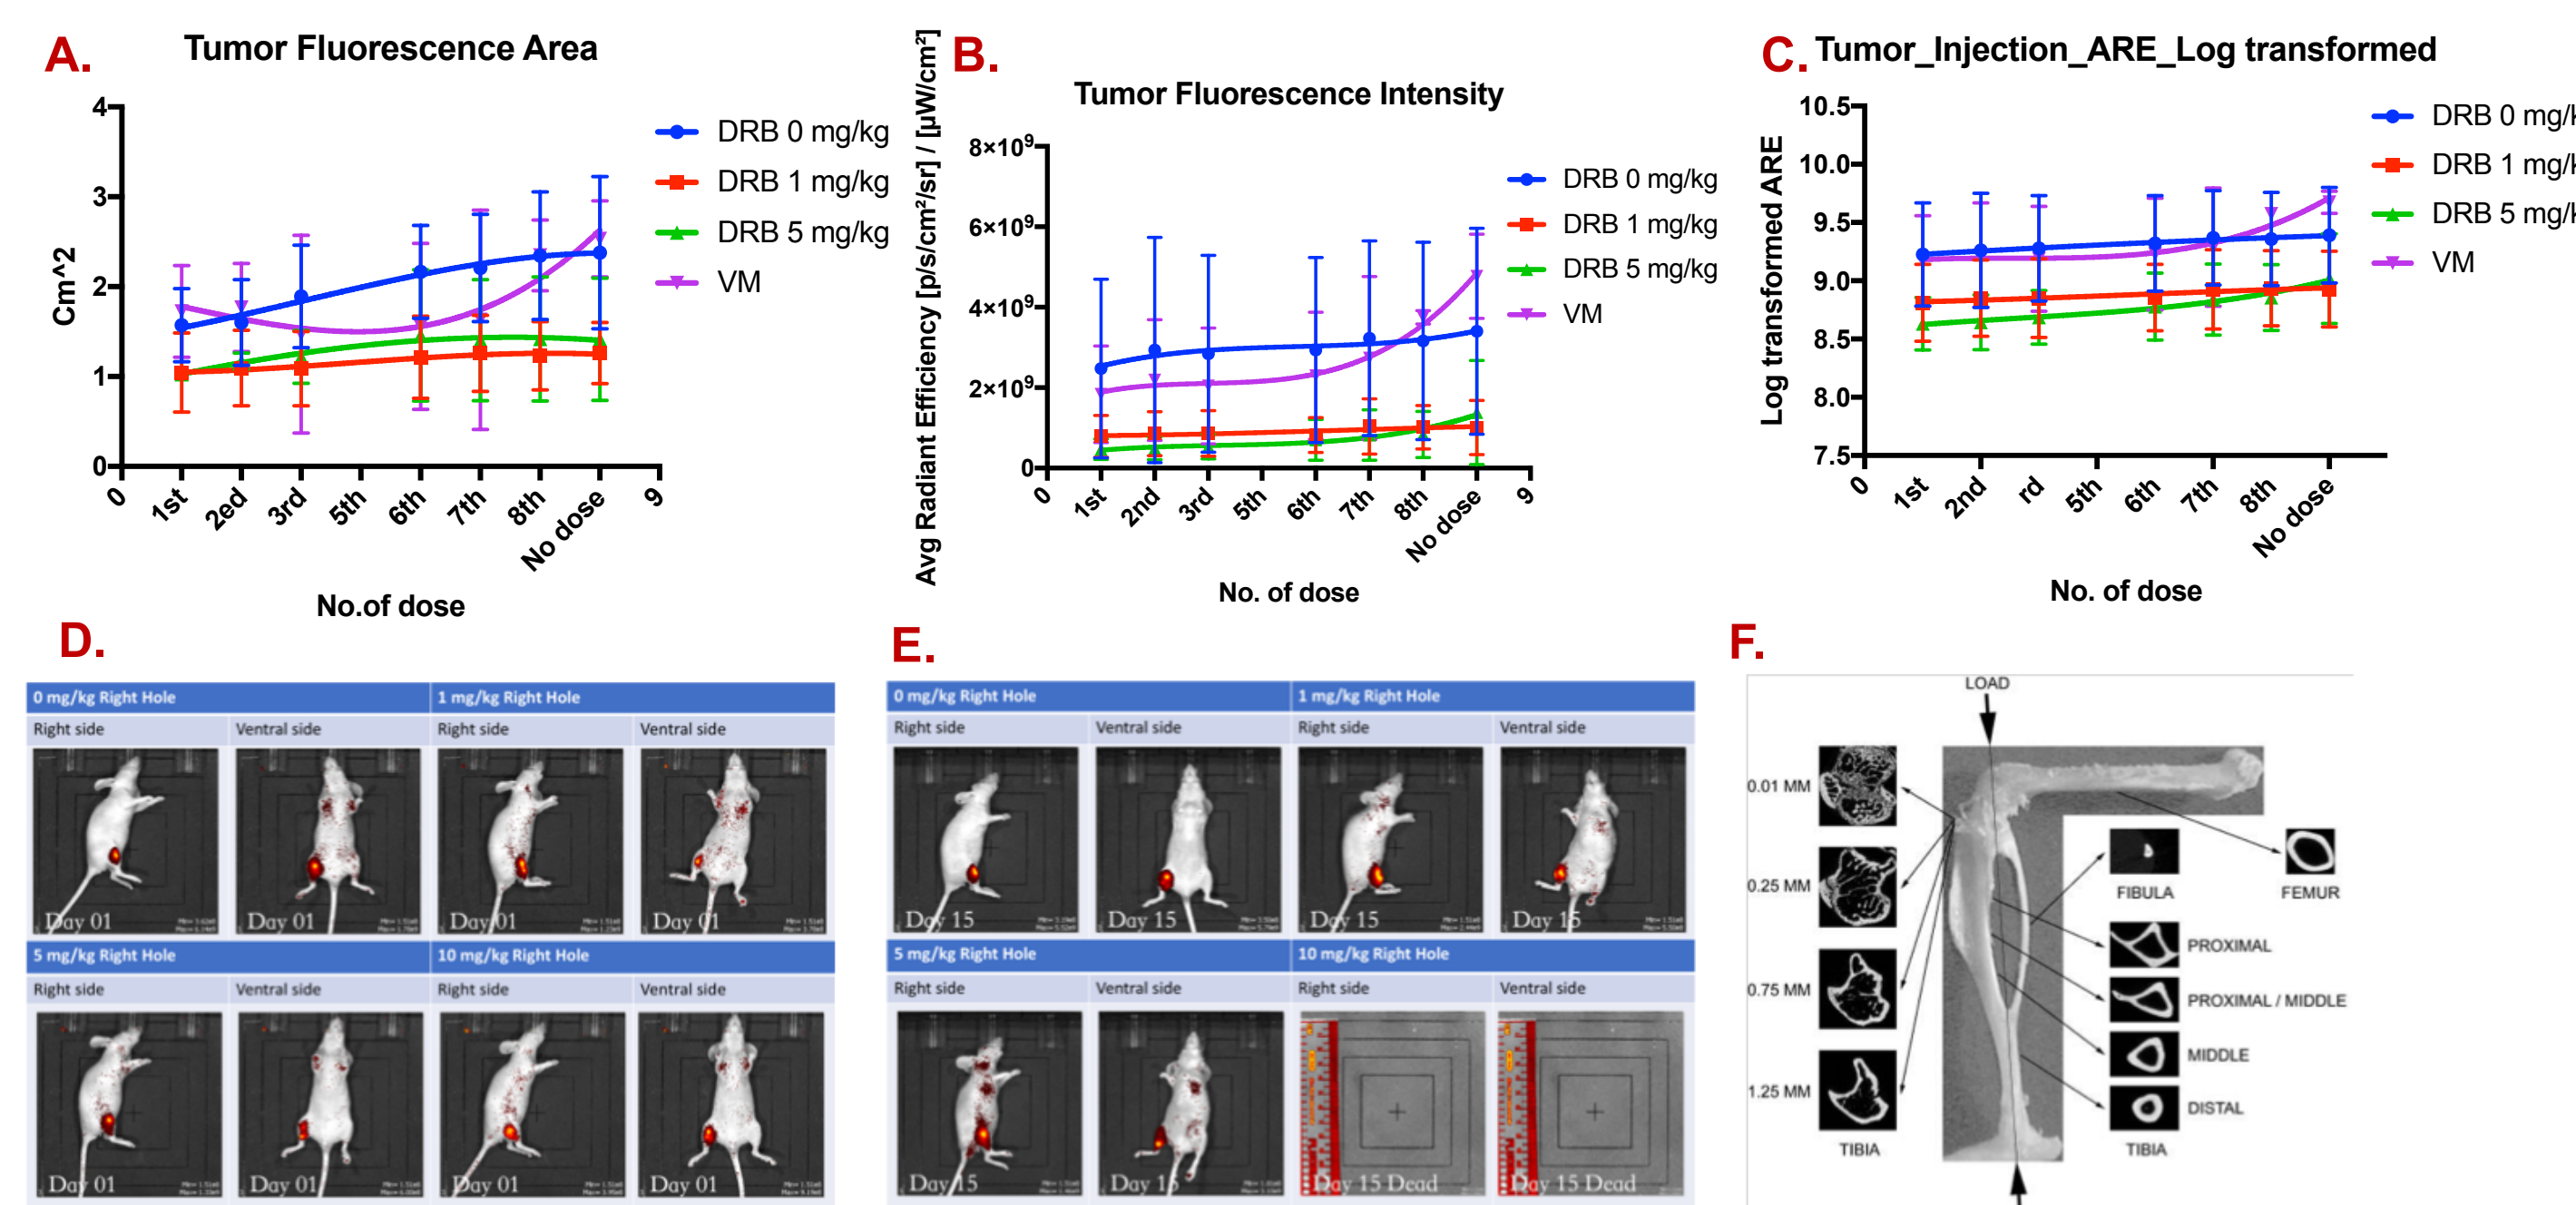 A.
Tumor Fluorescence Area
Cm^2
4
3
2
1
0
0
1st
2ed
3rd
5th
6th
7th
8th
No dose
9
No.of dose
DRB 0 mg/kg
DRB 1 mg/kg
DRB 5 mg/kg
VM
B.
Tumor Fluorescence Intensity
Avg Radiant Efficiency [p/s/cm²/sr] / [µW/cm²]
8×10⁹
6×10⁹
4×10⁹
2×10⁹
0
0
1st
2nd
3rd
5th
6th
7th
8th
No dose
9
No. of dose
DRB 0 mg/kg
DRB 1 mg/kg
DRB 5 mg/kg
VM
C.
Tumor_Injection_ARE_Log transformed
Log transformed ARE
10.5
10.0
9.5
9.0
8.5
8.0
7.5
0
1st
2nd
rd
5th
6th
7th
8th
No dose
No. of dose
DRB 0 mg/k
DRB 1 mg/k
DRB 5 mg/k
VM
D.
0 mg/kg Right Hole 1 mg/kg Right Hole
Right side Ventral side Right side Ventral side
Day 01 Day 01 Day 01 Day 01
5 mg/kg Right Hole 10 mg/kg Right Hole
Right side Ventral side Right side Ventral side
Day 01 Day 01 Day 01 Day 01
E.
0 mg/kg Right Hole 1 mg/kg Right Hole
Right side Ventral side Right side Ventral side
Day 15 Day 15 Day 15 Day 15
5 mg/kg Right Hole 10 mg/kg Right Hole
Right side Ventral side Right side Ventral side
Day 15 Day 15 Day 15 Dead Day 15 Dead
F.
LOAD
0.01 MM
0.25 MM
0.75 MM
1.25 MM
TIBIA
FIBULA
FEMUR
PROXIMAL
PROXIMAL / MIDDLE
MIDDLE
DISTAL
TIBIA